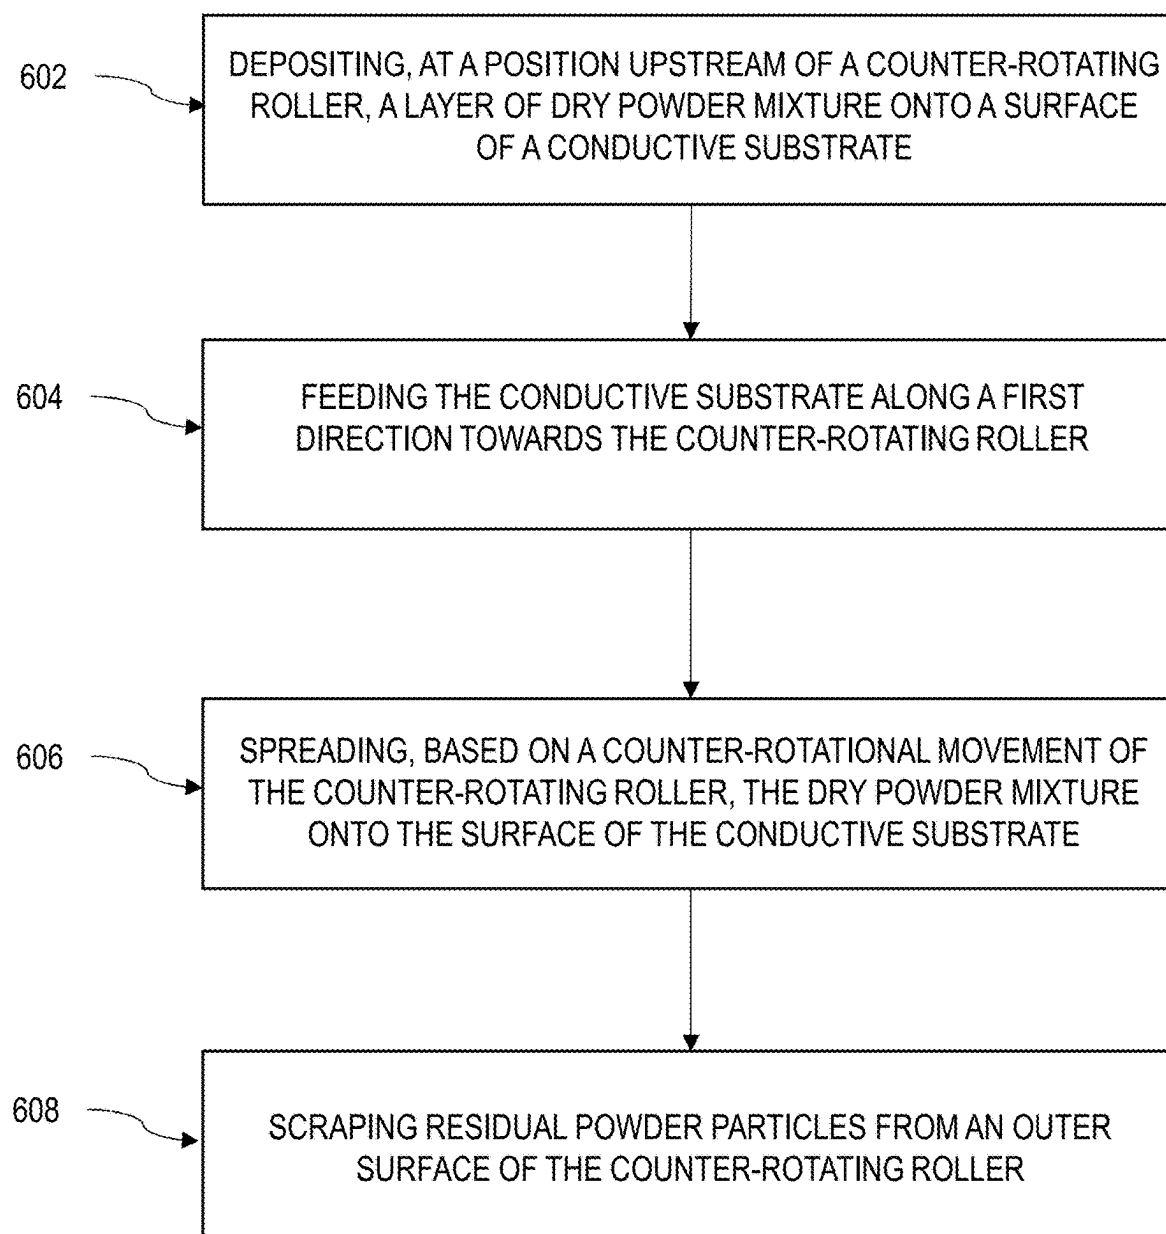 602
DEPOSITING, AT A POSITION UPSTREAM OF A COUNTER-ROTATING
ROLLER, A LAYER OF DRY POWDER MIXTURE ONTO A SURFACE
OF A CONDUCTIVE SUBSTRATE
604
FEEDING THE CONDUCTIVE SUBSTRATE ALONG A FIRST
DIRECTION TOWARDS THE COUNTER-ROTATING ROLLER
606
SPREADING, BASED ON A COUNTER-ROTATIONAL MOVEMENT OF
THE COUNTER-ROTATING ROLLER, THE DRY POWDER MIXTURE
ONTO THE SURFACE OF THE CONDUCTIVE SUBSTRATE
608
SCRAPING RESIDUAL POWDER PARTICLES FROM AN OUTER
SURFACE OF THE COUNTER-ROTATING ROLLER